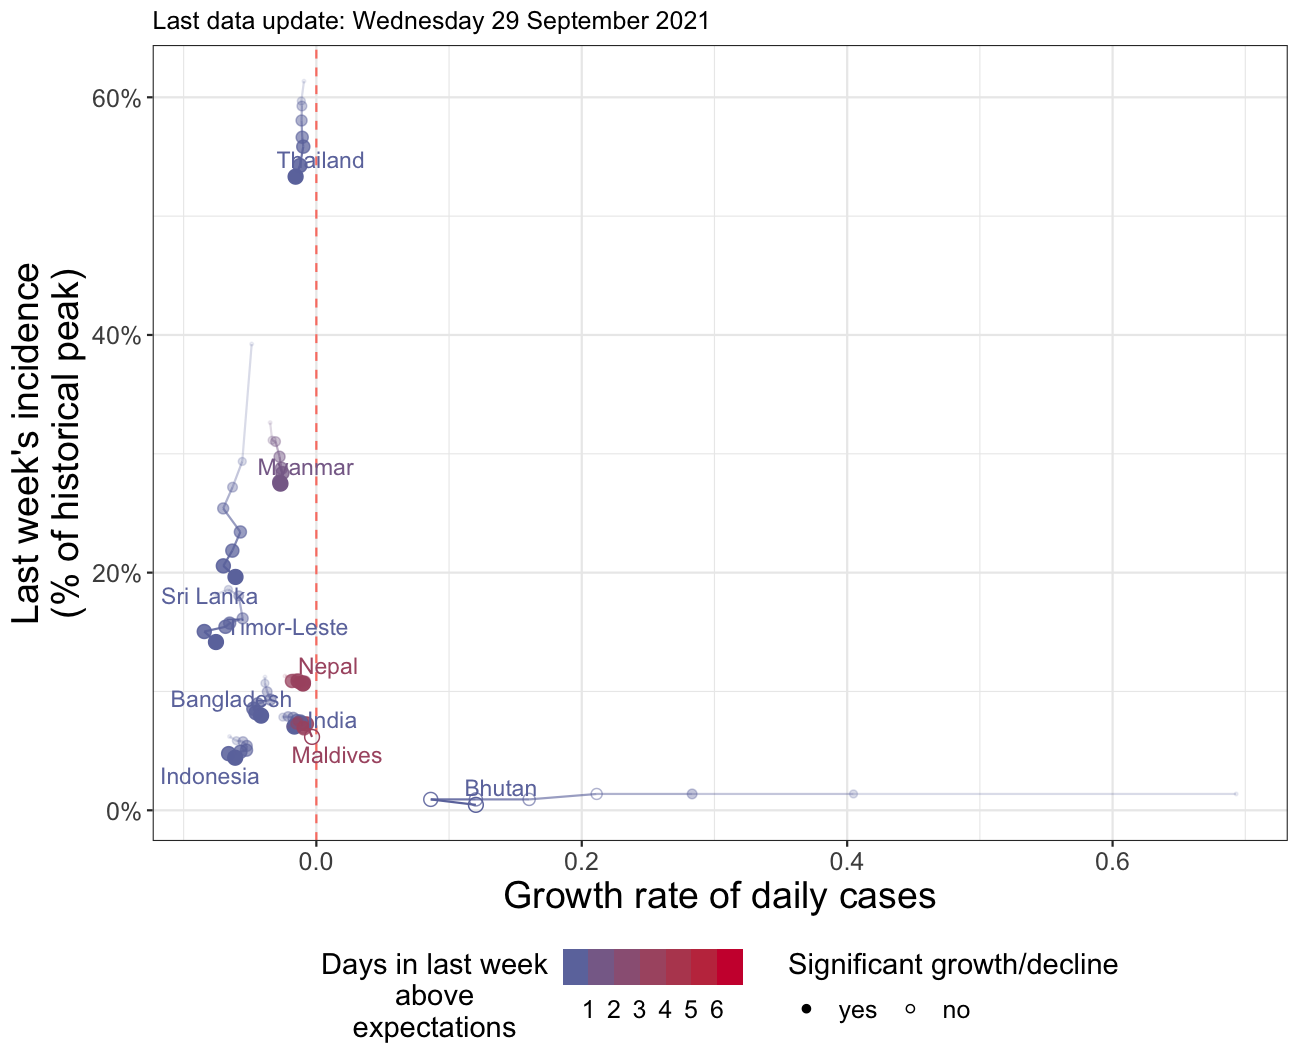 Last data update: Wednesday 29 September 2021
60%
40%
20%
0%
Last week's incidence
(% of historical peak)
Thailand
Myanmar
Sri Lanka
Timor-Leste
Nepal
Bangladesh
India
Maldives
Indonesia
Bhutan
0.0 0.2 0.4 0.6
Growth rate of daily cases
Days in last week
above
expectations
1 2 3 4 5 6
Significant growth/decline
yes no